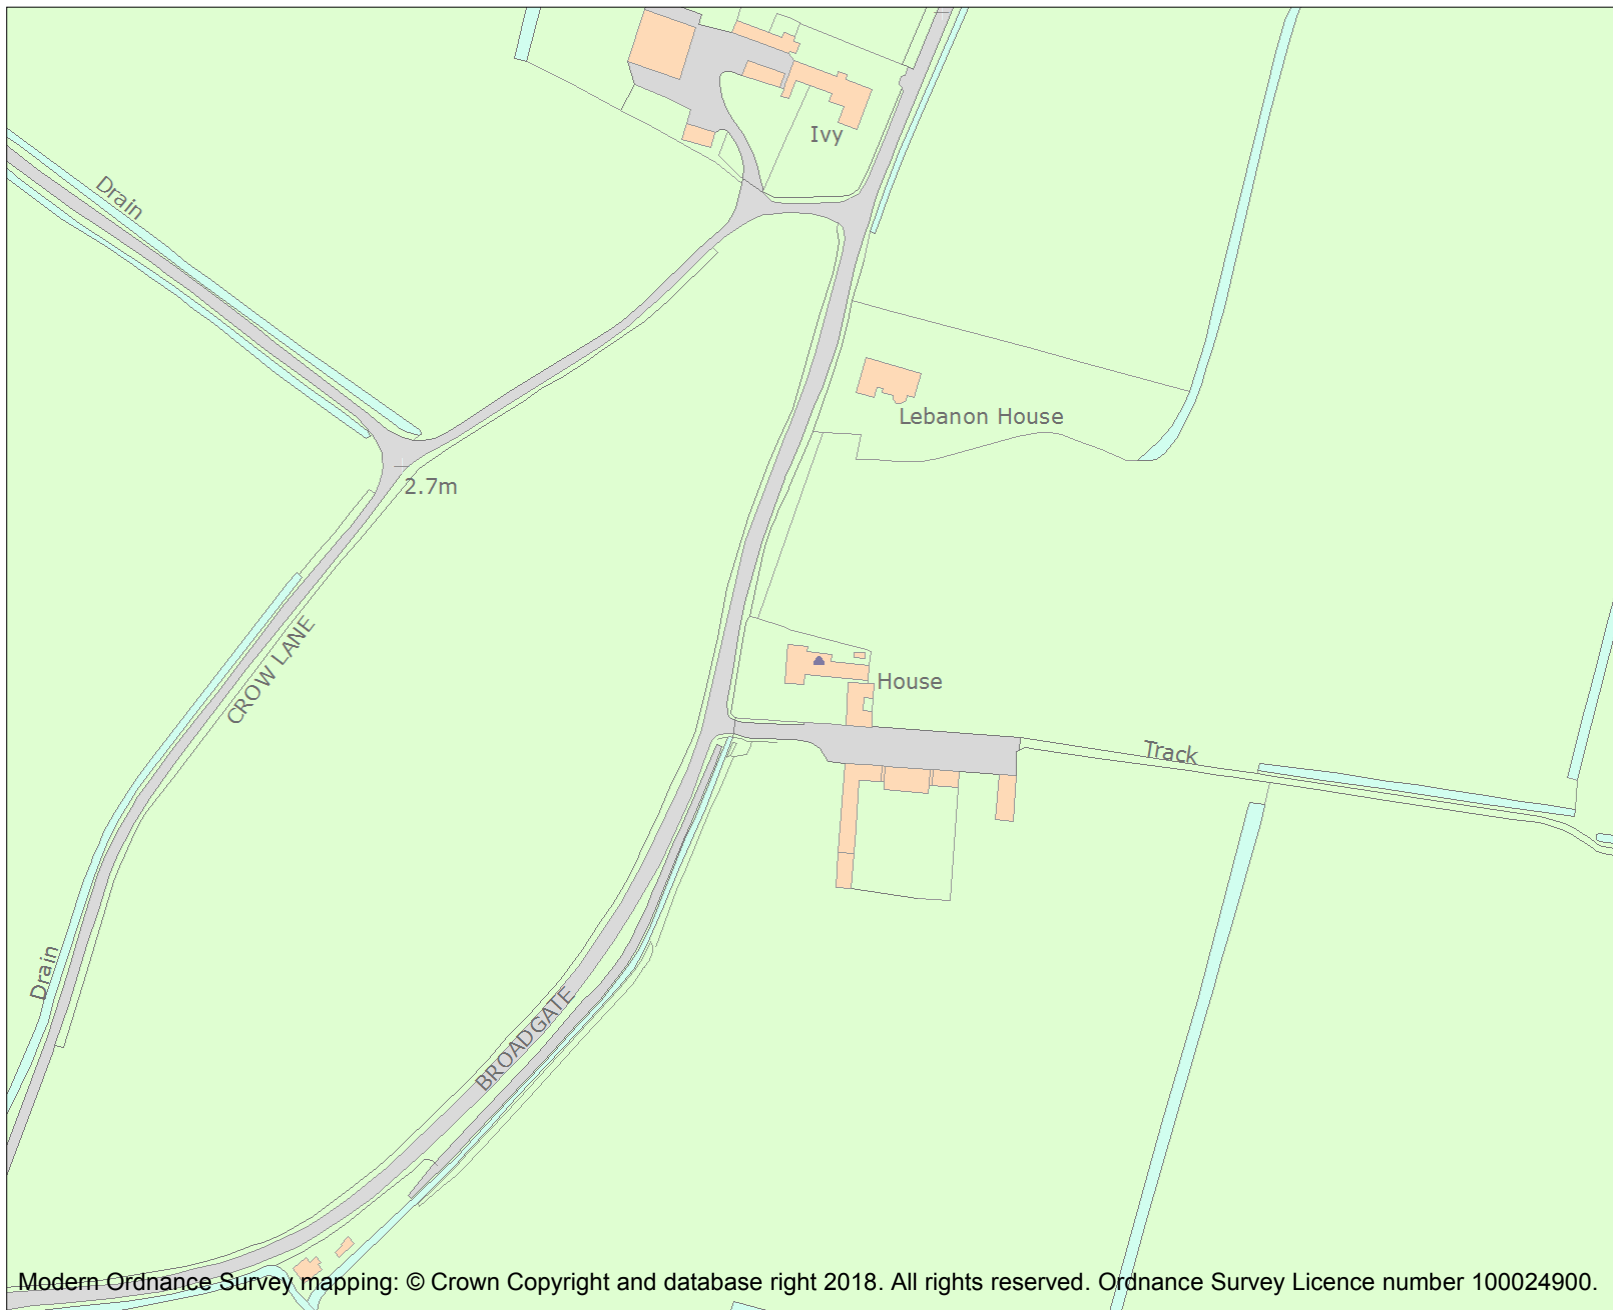 Ivy
Drain
Lebanon House
2.7m
CROW LANE
House
Track
Drain
BROADGATE
Modern Ordnance Survey mapping: © Crown Copyright and database right 2018. All rights reserved. Ordnance Survey Licence number 100024900.